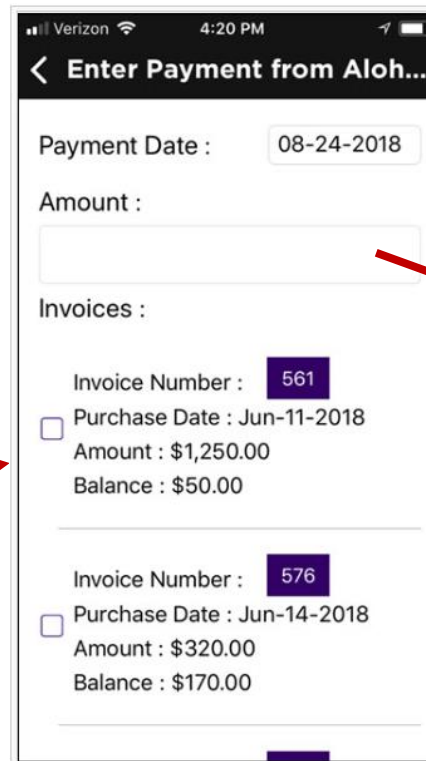 Verizon 4:20 PM
Enter Payment from Aloh...
Payment Date : 08-24-2018
Amount :
Invoices :
Invoice Number : 561
Purchase Date : Jun-11-2018
Amount : $1,250.00
Balance : $50.00
Invoice Number : 576
Purchase Date : Jun-14-2018
Amount : $320.00
Balance : $170.00